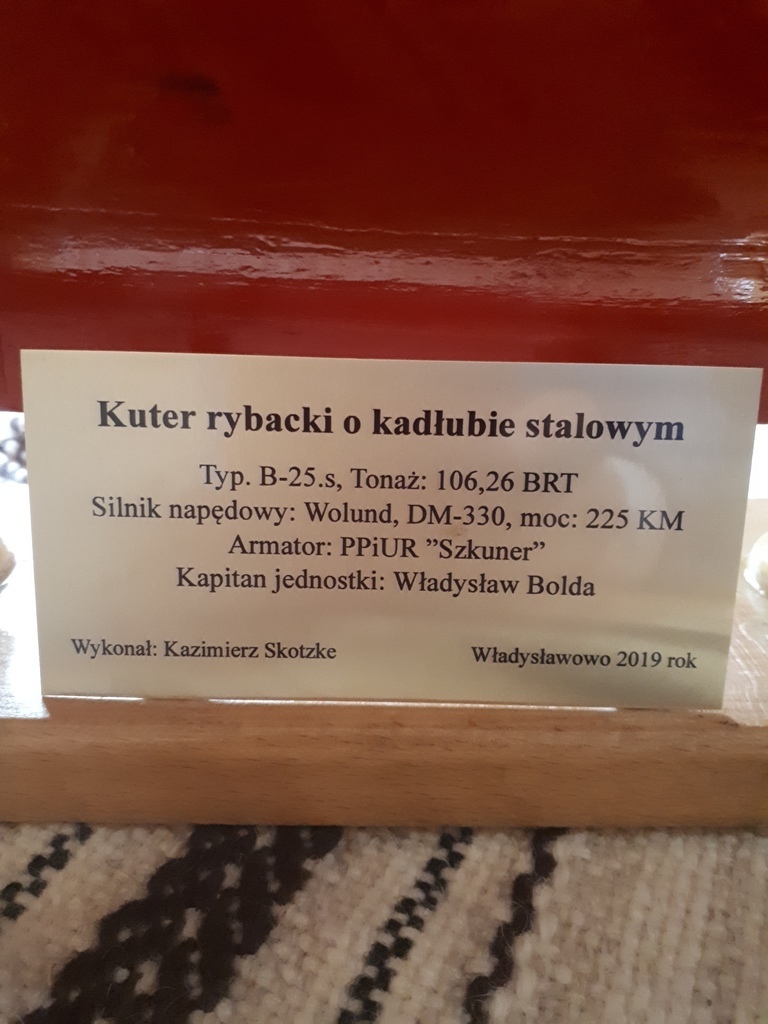 Kuter rybacki o kadłubie stalowym
Typ. B-25.s, Tonaż: 106,26 BRT
Silnik napędowy: Wolund, DM-330, moc: 225 KM
Armator: PPiUR ”Szkuner”
Kapitan jednostki: Władysław Bolda
Wykonał: Kazimierz Skotzke
Władysławowo 2019 rok